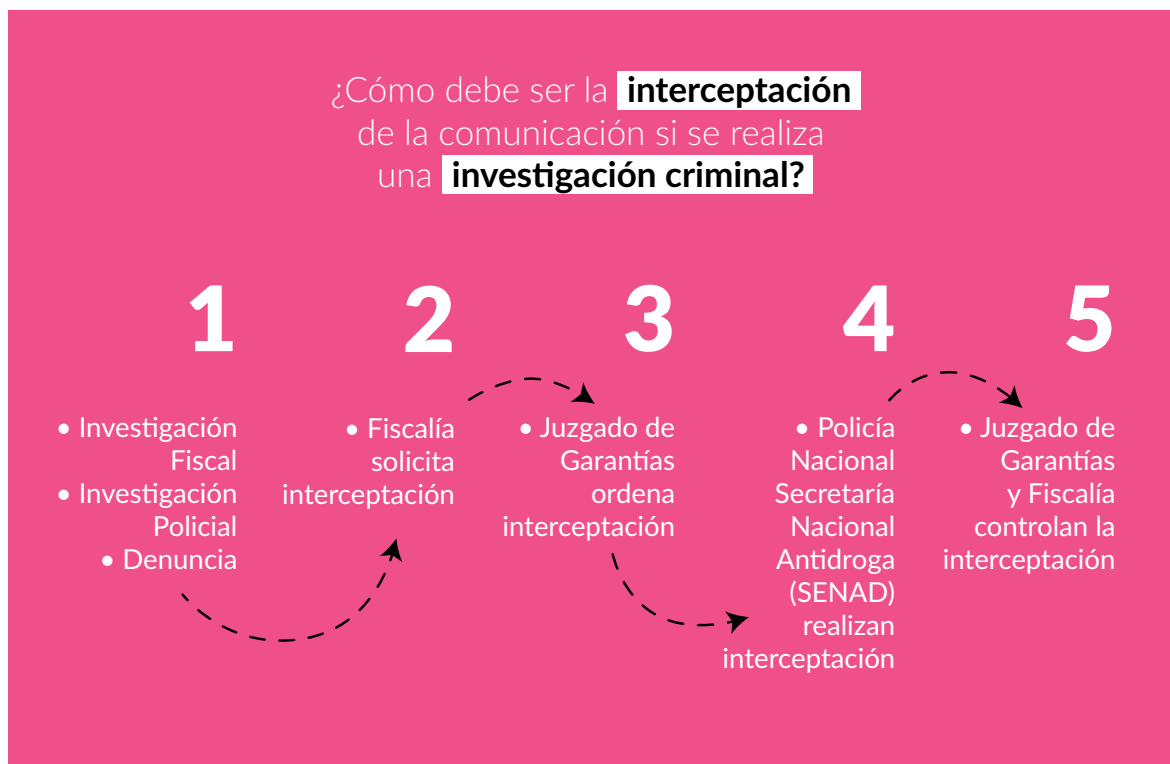 ¿Cómo debe ser la interceptación
de la comunicación si se realiza
una investigación criminal?
1
• Investigación
Fiscal
• Investigación
Policial
• Denuncia
2
• Fiscalía
solicita
interceptación
3
• Juzgado de
Garantías
ordena
interceptación
4
• Policía
Nacional
Secretaría
Nacional
Antidroga
(SENAD)
realizan
interceptación
5
• Juzgado de
Garantías
y Fiscalía
controlan la
interceptación